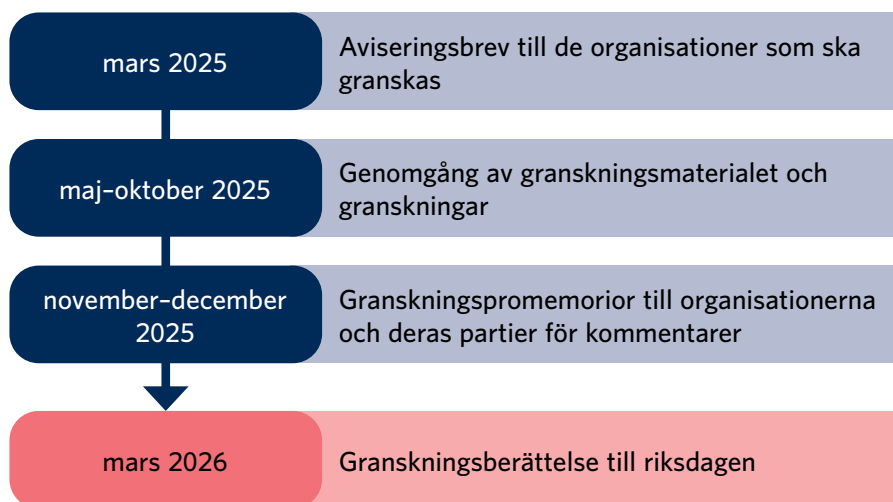 mars 2025
Aviseringsbrev till de organisationer som ska
granskas
maj–oktober 2025
Genomgång av granskningsmaterialet och
granskningar
november–december
2025
Granskningspromemorior till organisationerna
och deras partier för kommentarer
mars 2026
Granskningsberättelse till riksdagen